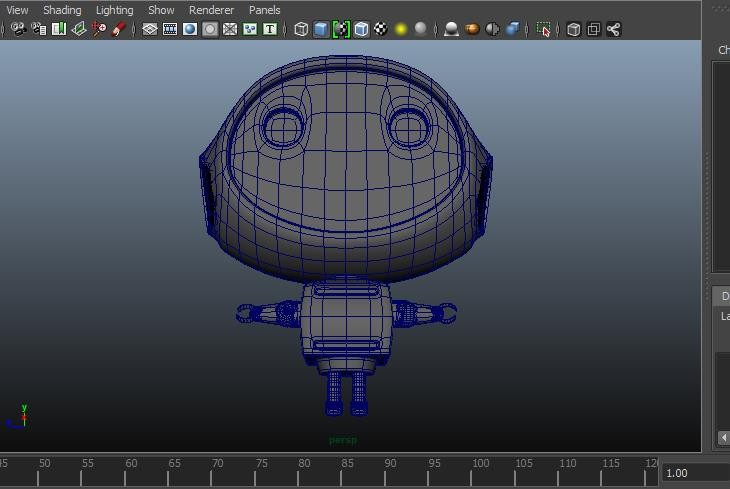 View Shading Lighting Show Renderer Panels
Ch
D
La
y
persp
45 50 55 60 65 70 75 80 85 90 95 100 105 110 115 12
1.00